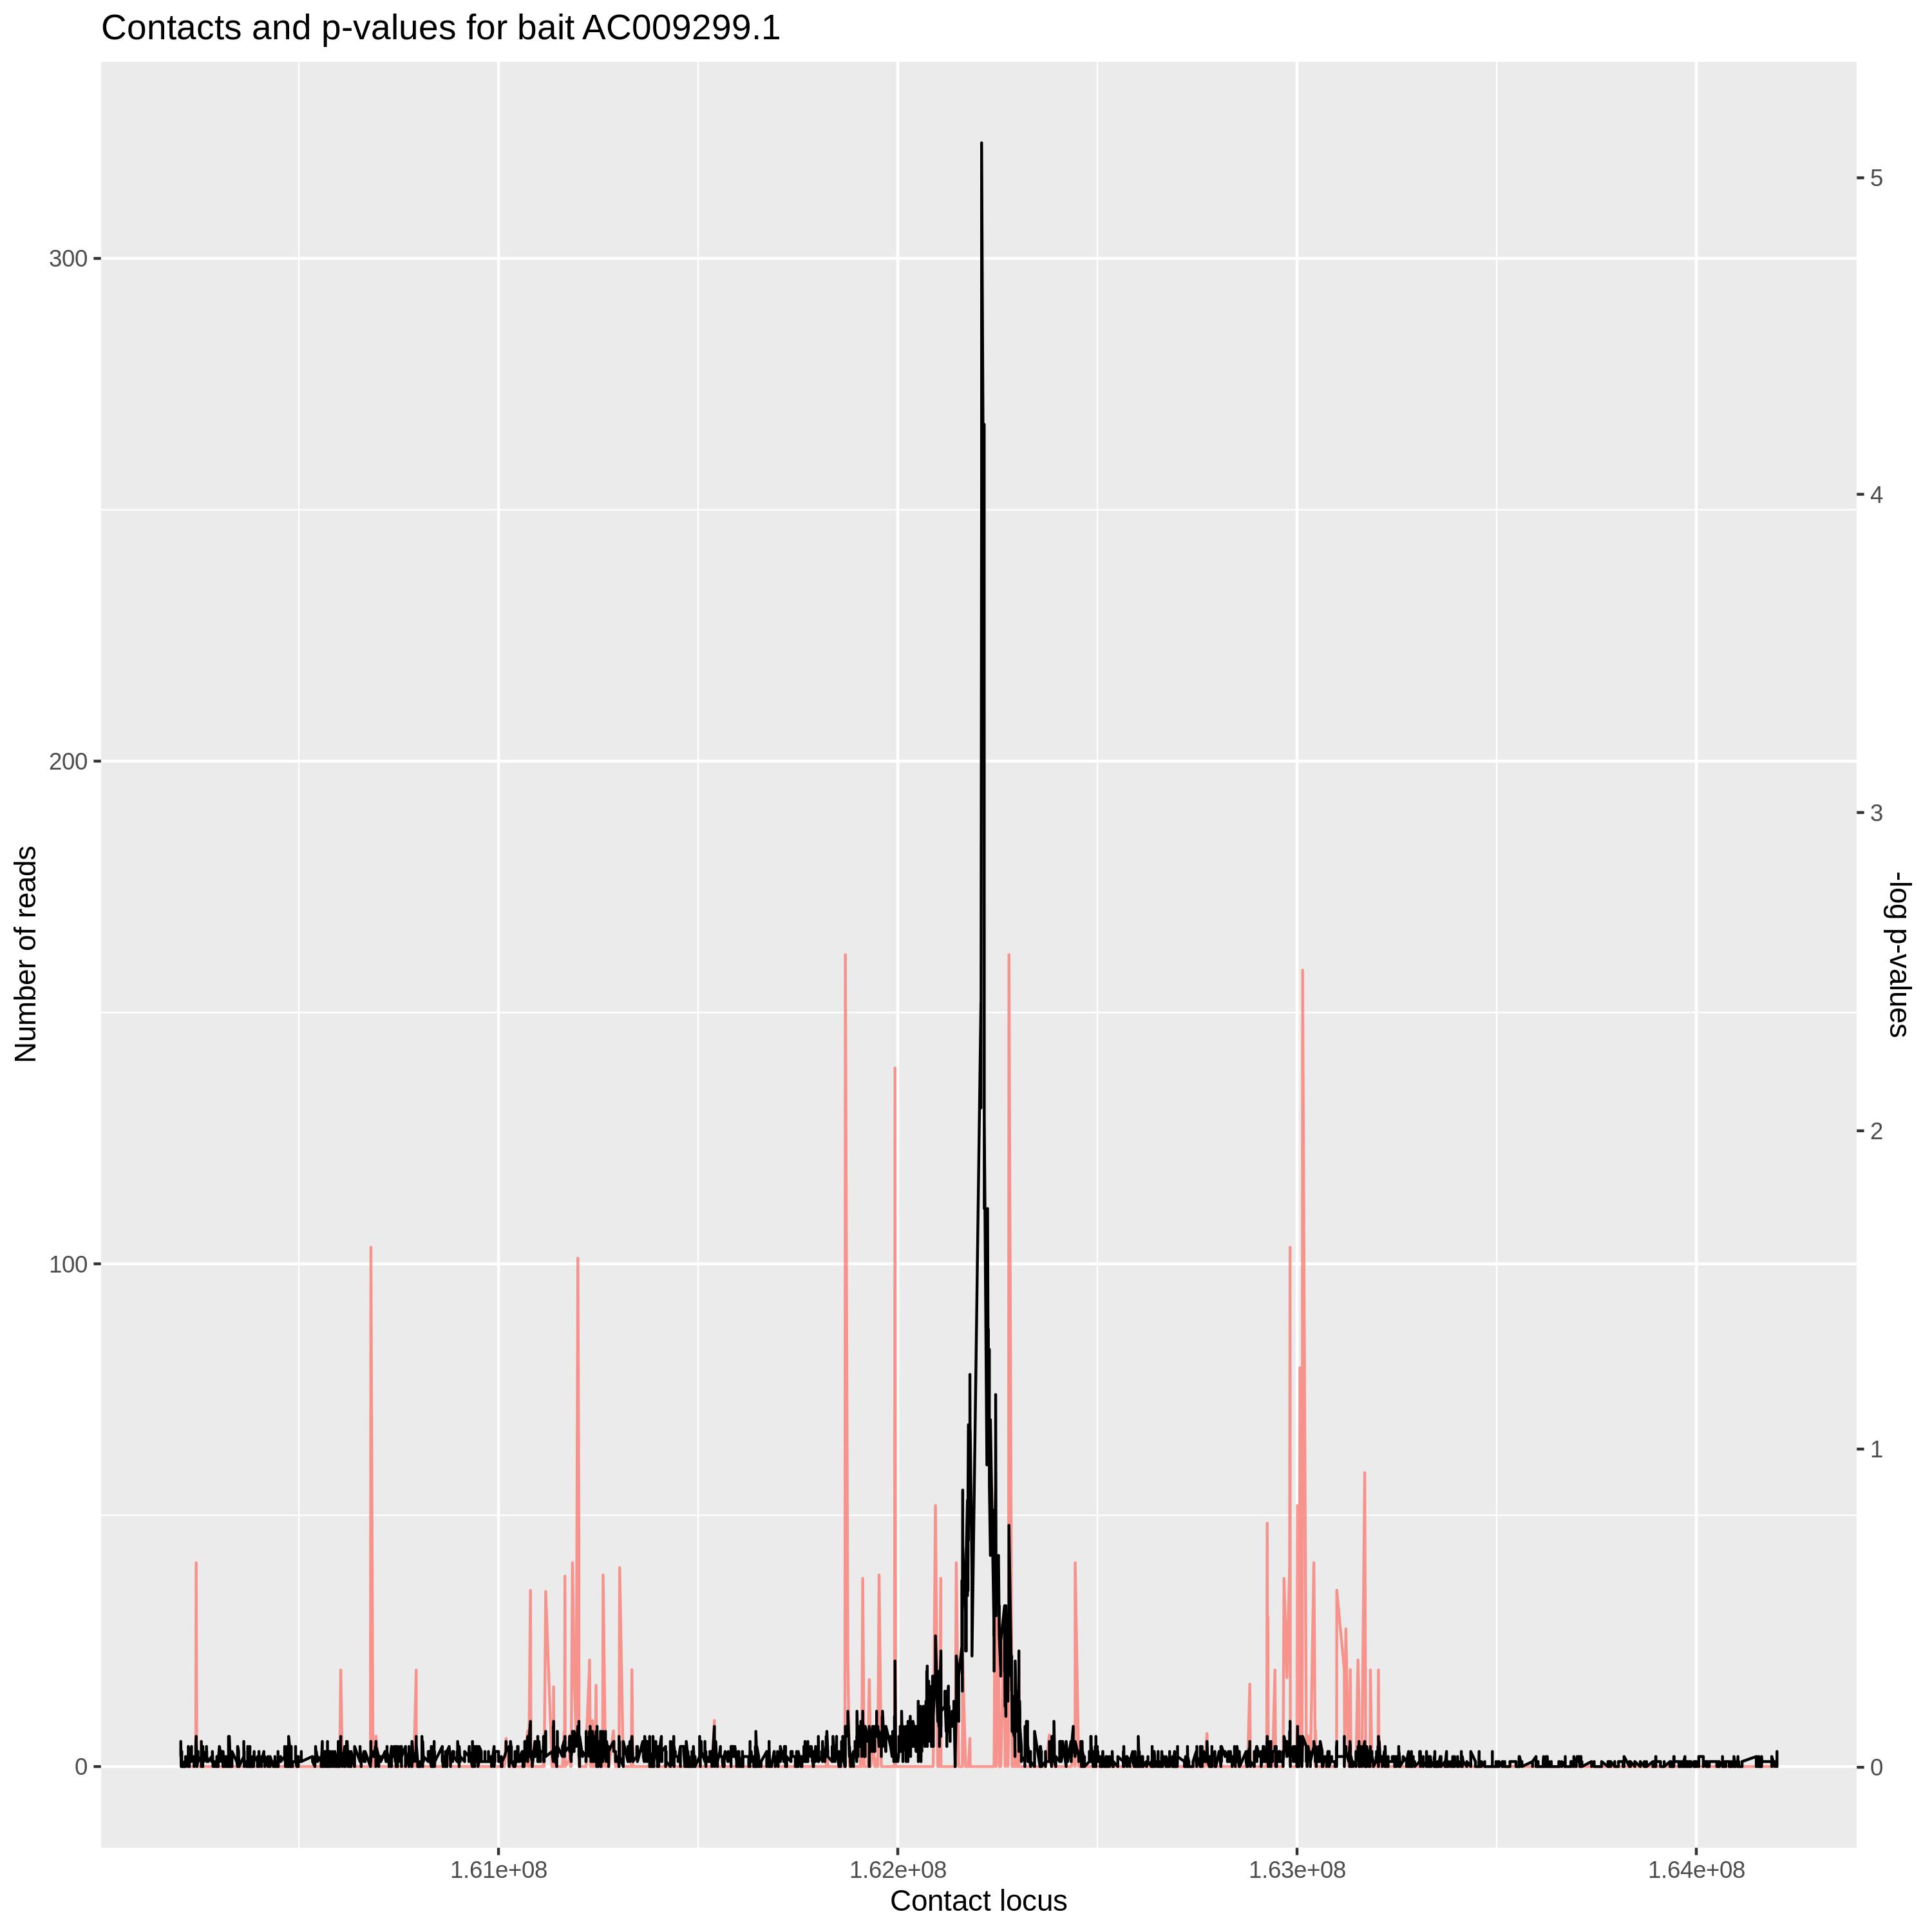 Contacts and p-values for bait AC009299.1
300
200
100
0
5
4
3
2
1
0
Number of reads
-log p-values
1.61e+08
1.62e+08
1.63e+08
1.64e+08
Contact locus